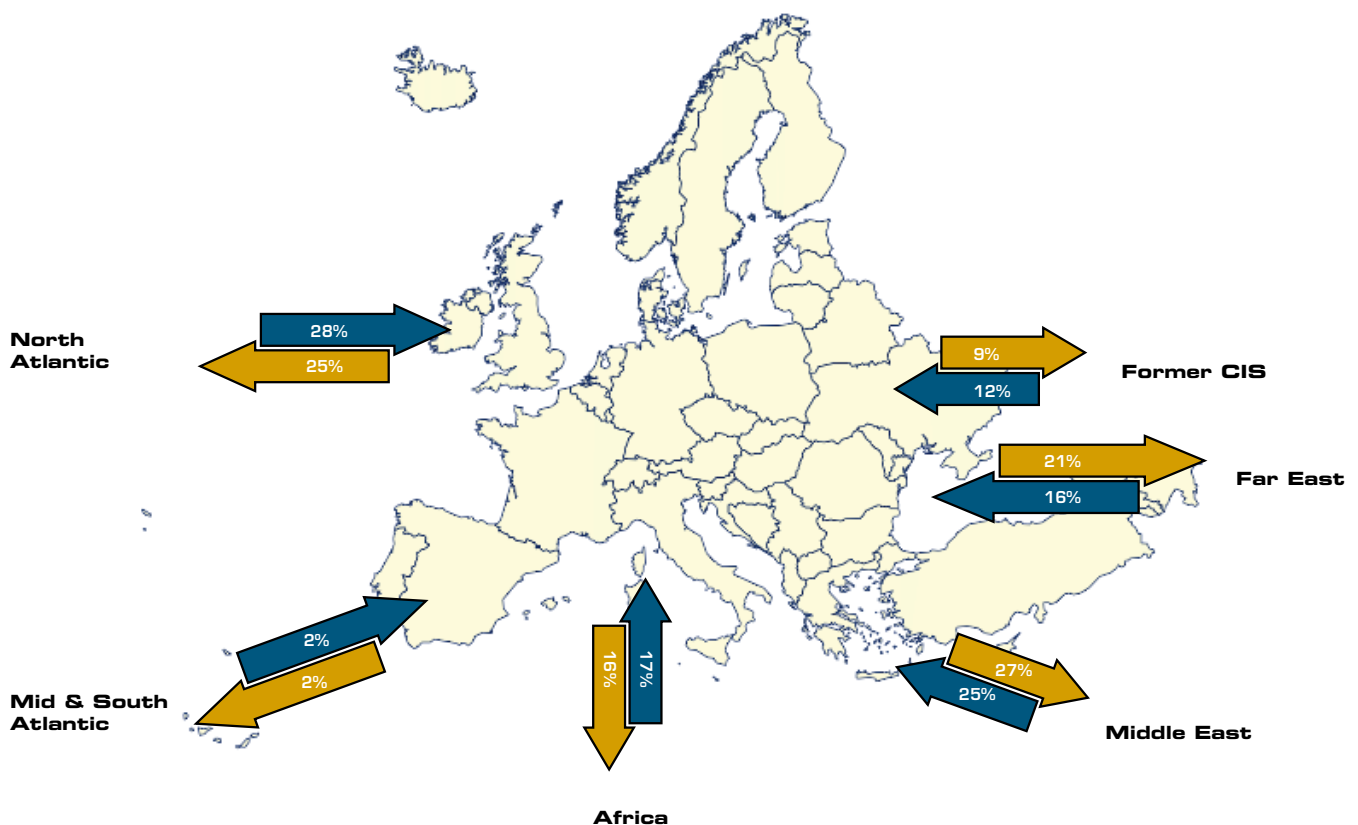 28%
North
Atlantic
25%
9%
Former CIS
12%
21%
Far East
16%
2%
2%
Mid & South
Atlantic
16%
17%
27%
25%
Middle East
Africa